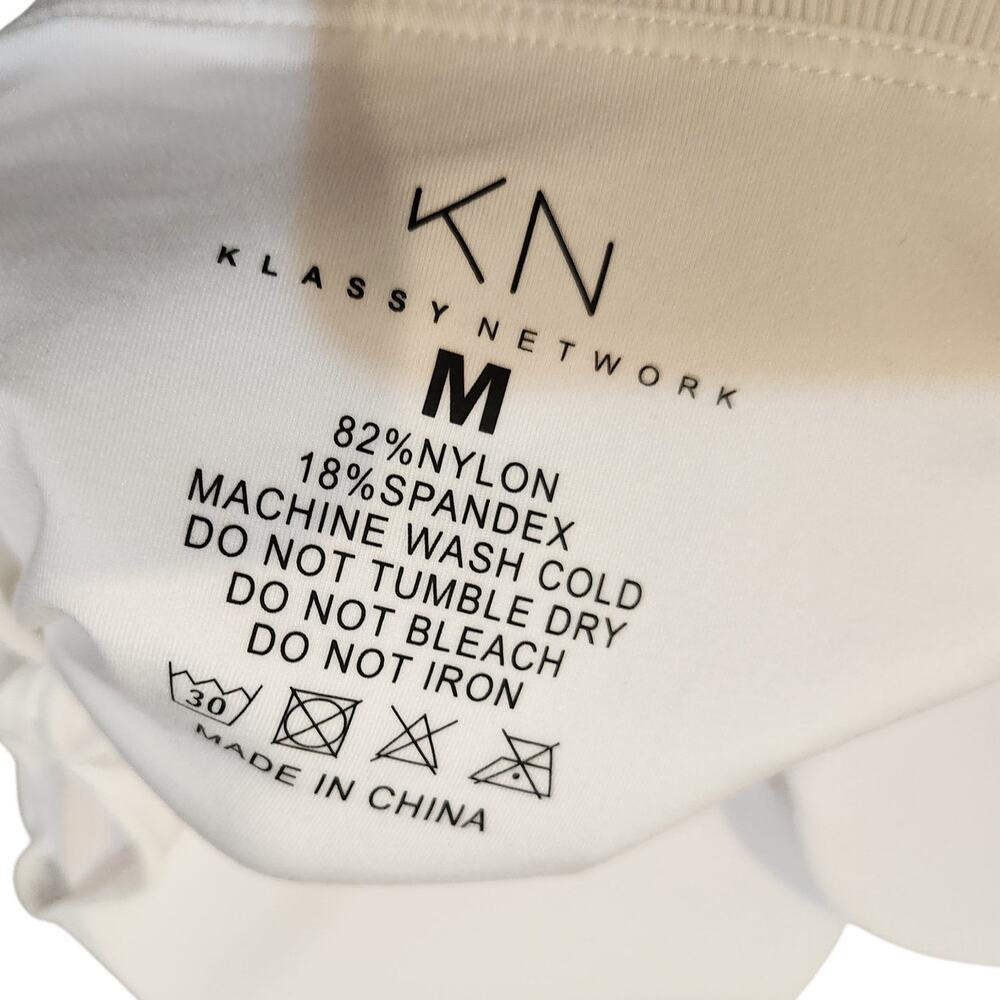 KN
KLASSY NETWORK
M
82%NYLON
18%SPANDEX
MACHINE WASH COLD
DO NOT TUMBLE DRY
DO NOT BLEACH
DO NOT IRON
30
MADE IN CHINA